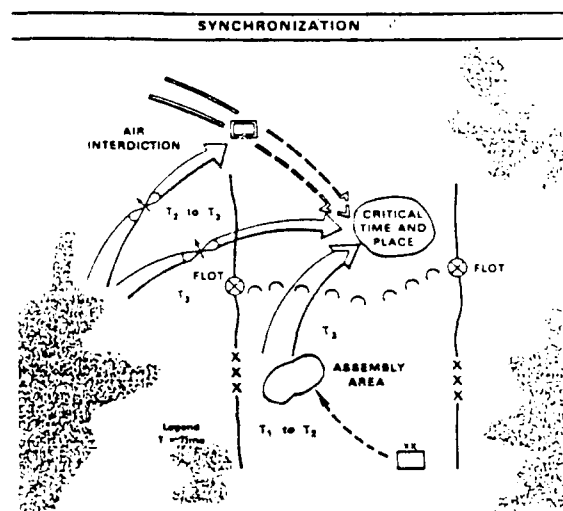 SYNCHRONIZATION
AIR
INTERDICTION
T2 to T3
CRITICAL
TIME AND
PLACE
FLOT
FLOT
T3
T3
X
X
X
X
X
X
ASSEMBLY
AREA
Legend
T = Time
T1 to T2
XX